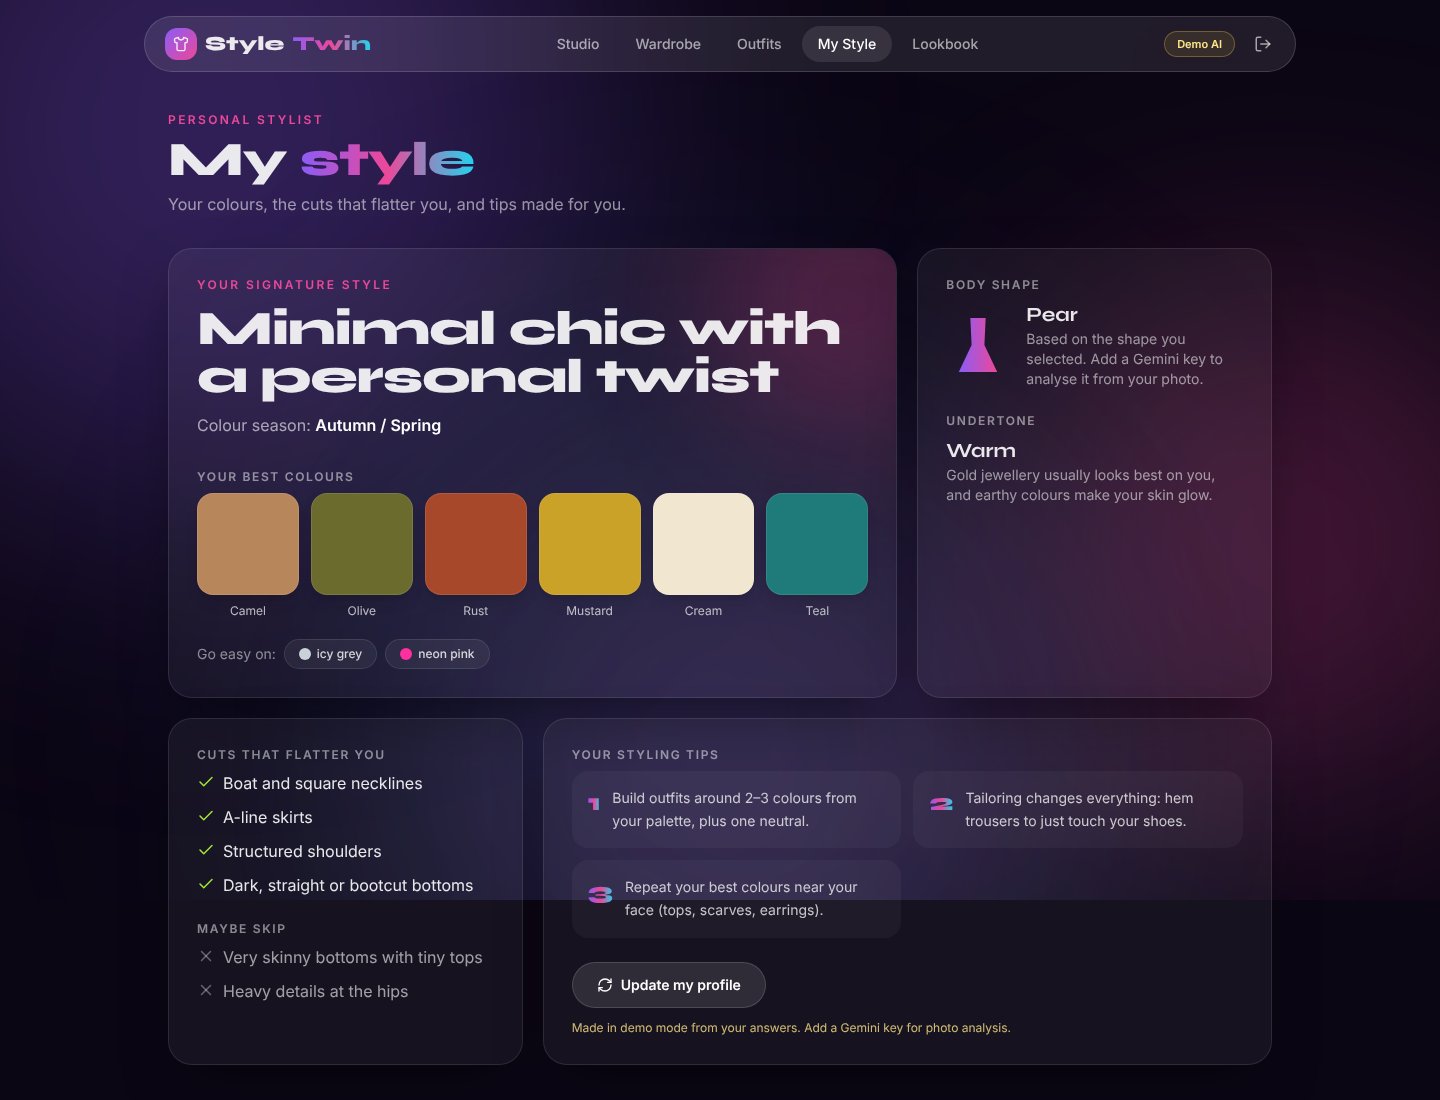 Style Twin
Studio
Wardrobe
Outfits
My Style
Lookbook
Demo AI
PERSONAL STYLIST
My style
Your colours, the cuts that flatter you, and tips made for you.
YOUR SIGNATURE STYLE
Minimal chic with
a personal twist
Colour season: Autumn / Spring
YOUR BEST COLOURS
Camel
Olive
Rust
Mustard
Cream
Teal
Go easy on:
icy grey
neon pink
BODY SHAPE
Pear
Based on the shape you
selected. Add a Gemini key to
analyse it from your photo.
UNDERTONE
Warm
Gold jewellery usually looks best on you,
and earthy colours make your skin glow.
CUTS THAT FLATTER YOU
Boat and square necklines
A-line skirts
Structured shoulders
Dark, straight or bootcut bottoms
MAYBE SKIP
Very skinny bottoms with tiny tops
Heavy details at the hips
YOUR STYLING TIPS
1
Build outfits around 2–3 colours from
your palette, plus one neutral.
2
Tailoring changes everything: hem
trousers to just touch your shoes.
3
Repeat your best colours near your
face (tops, scarves, earrings).
Update my profile
Made in demo mode from your answers. Add a Gemini key for photo analysis.